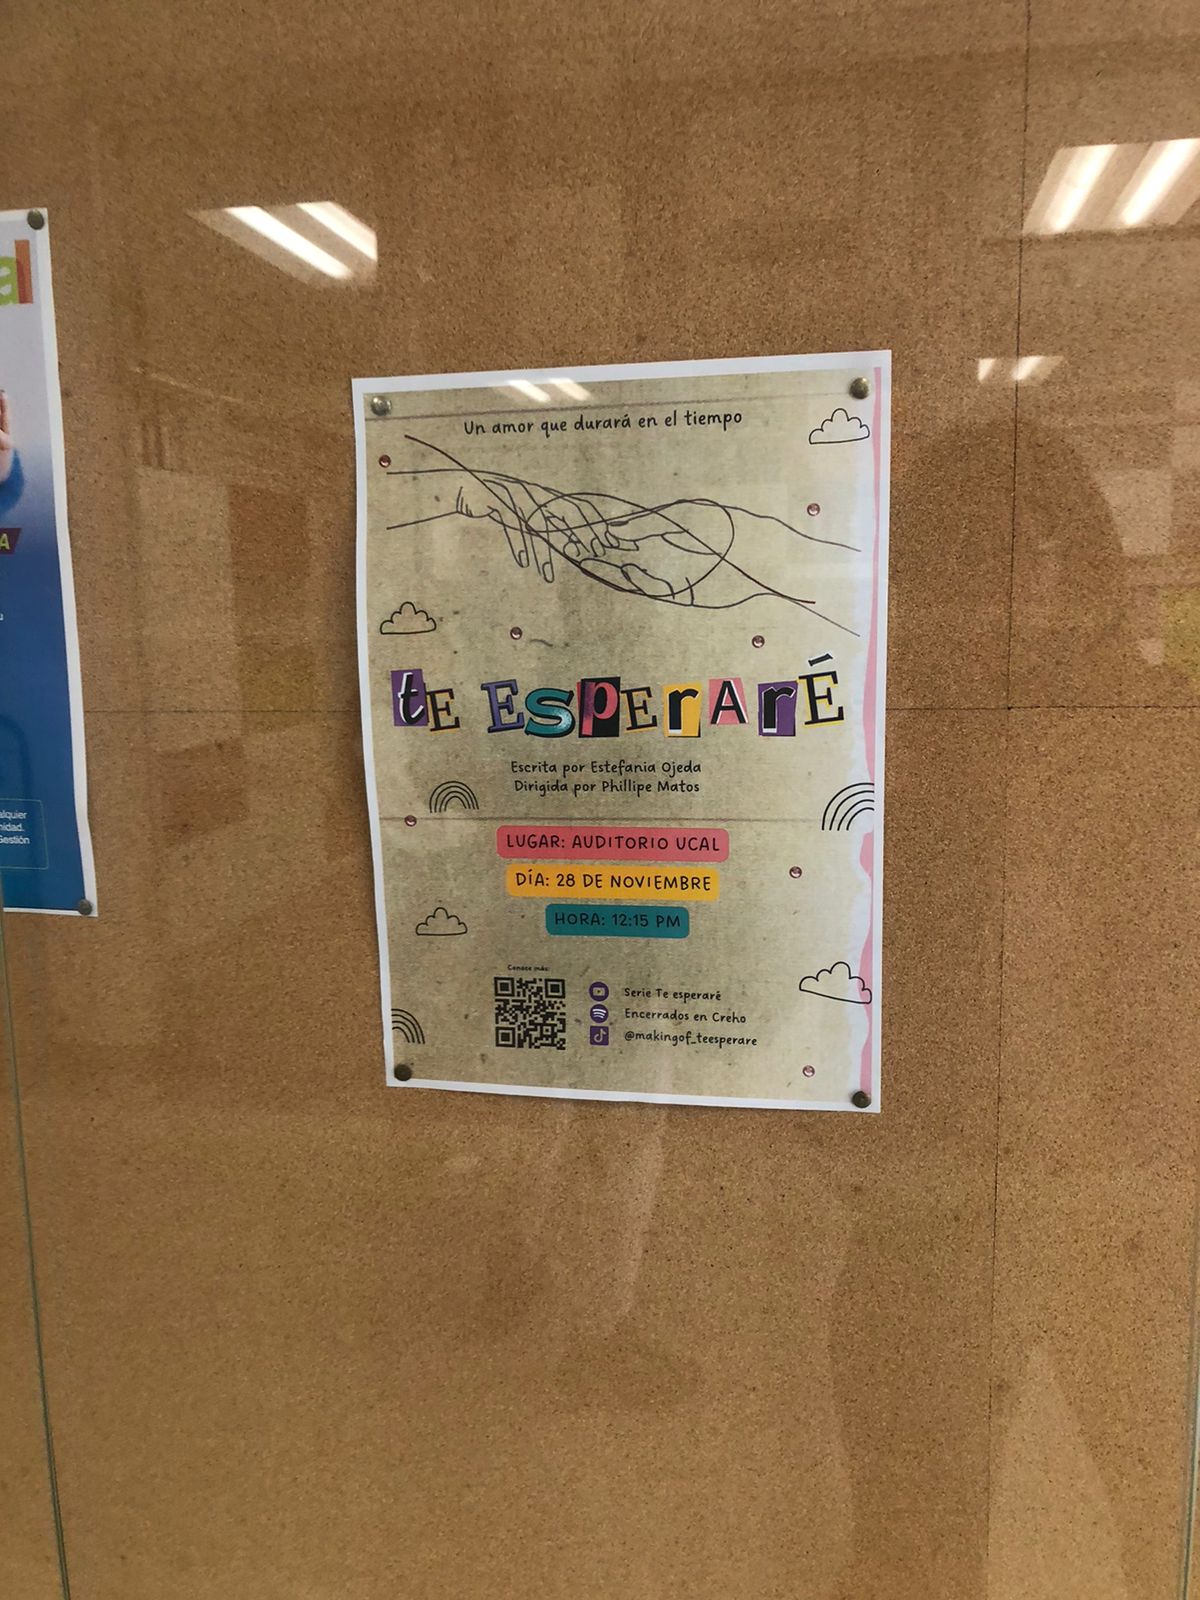 Un amor que durará en el tiempo
tE EsPErArÉ
Escrita por Estefania Ojeda
Dirigida por Phillipe Matos
LUGAR: AUDITORIO UCAL
DÍA: 28 DE NOVIEMBRE
HORA: 12:15 PM
Conoce más:
Serie Te esperaré
Encerrados en Creho
@makingof_teesperare
al
A
alquier
nidad.
Gestión